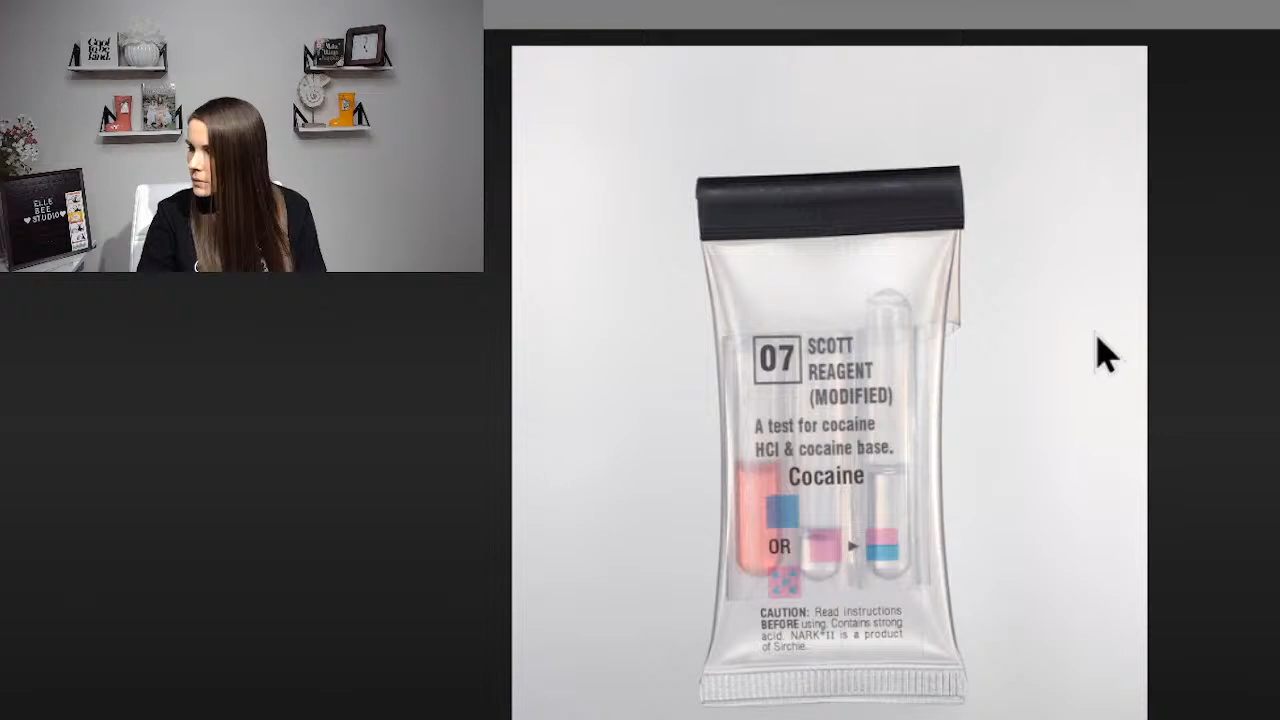 ELLE
BEE
♥STUDIO♥
07 SCOTT
REAGENT
(MODIFIED)
A test for cocaine
HCl & cocaine base.
Cocaine
OR
CAUTION: Read instructions
BEFORE using. Contains strong
acid. NARK®II is a product
of Sirchie.